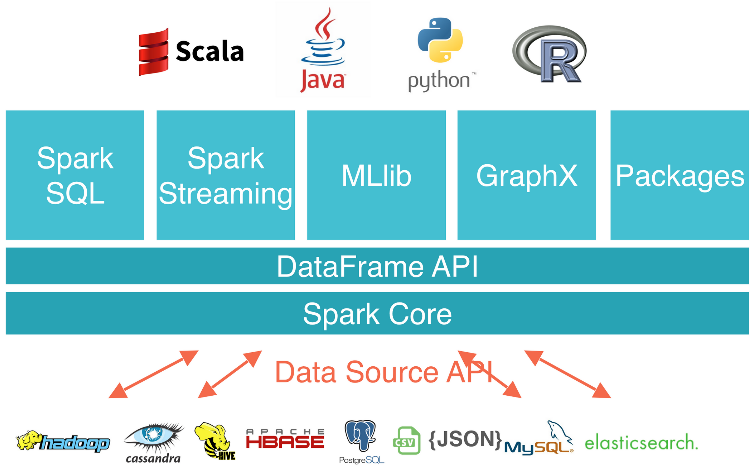 Scala
Java™
python™
R
Spark
SQL
Spark
Streaming
MLlib
GraphX
Packages
DataFrame API
Spark Core
Data Source API
hadoop
cassandra
HIVE
APACHE
HBASE
PostgreSQL
CSV
{JSON}
MySQL®
elasticsearch.